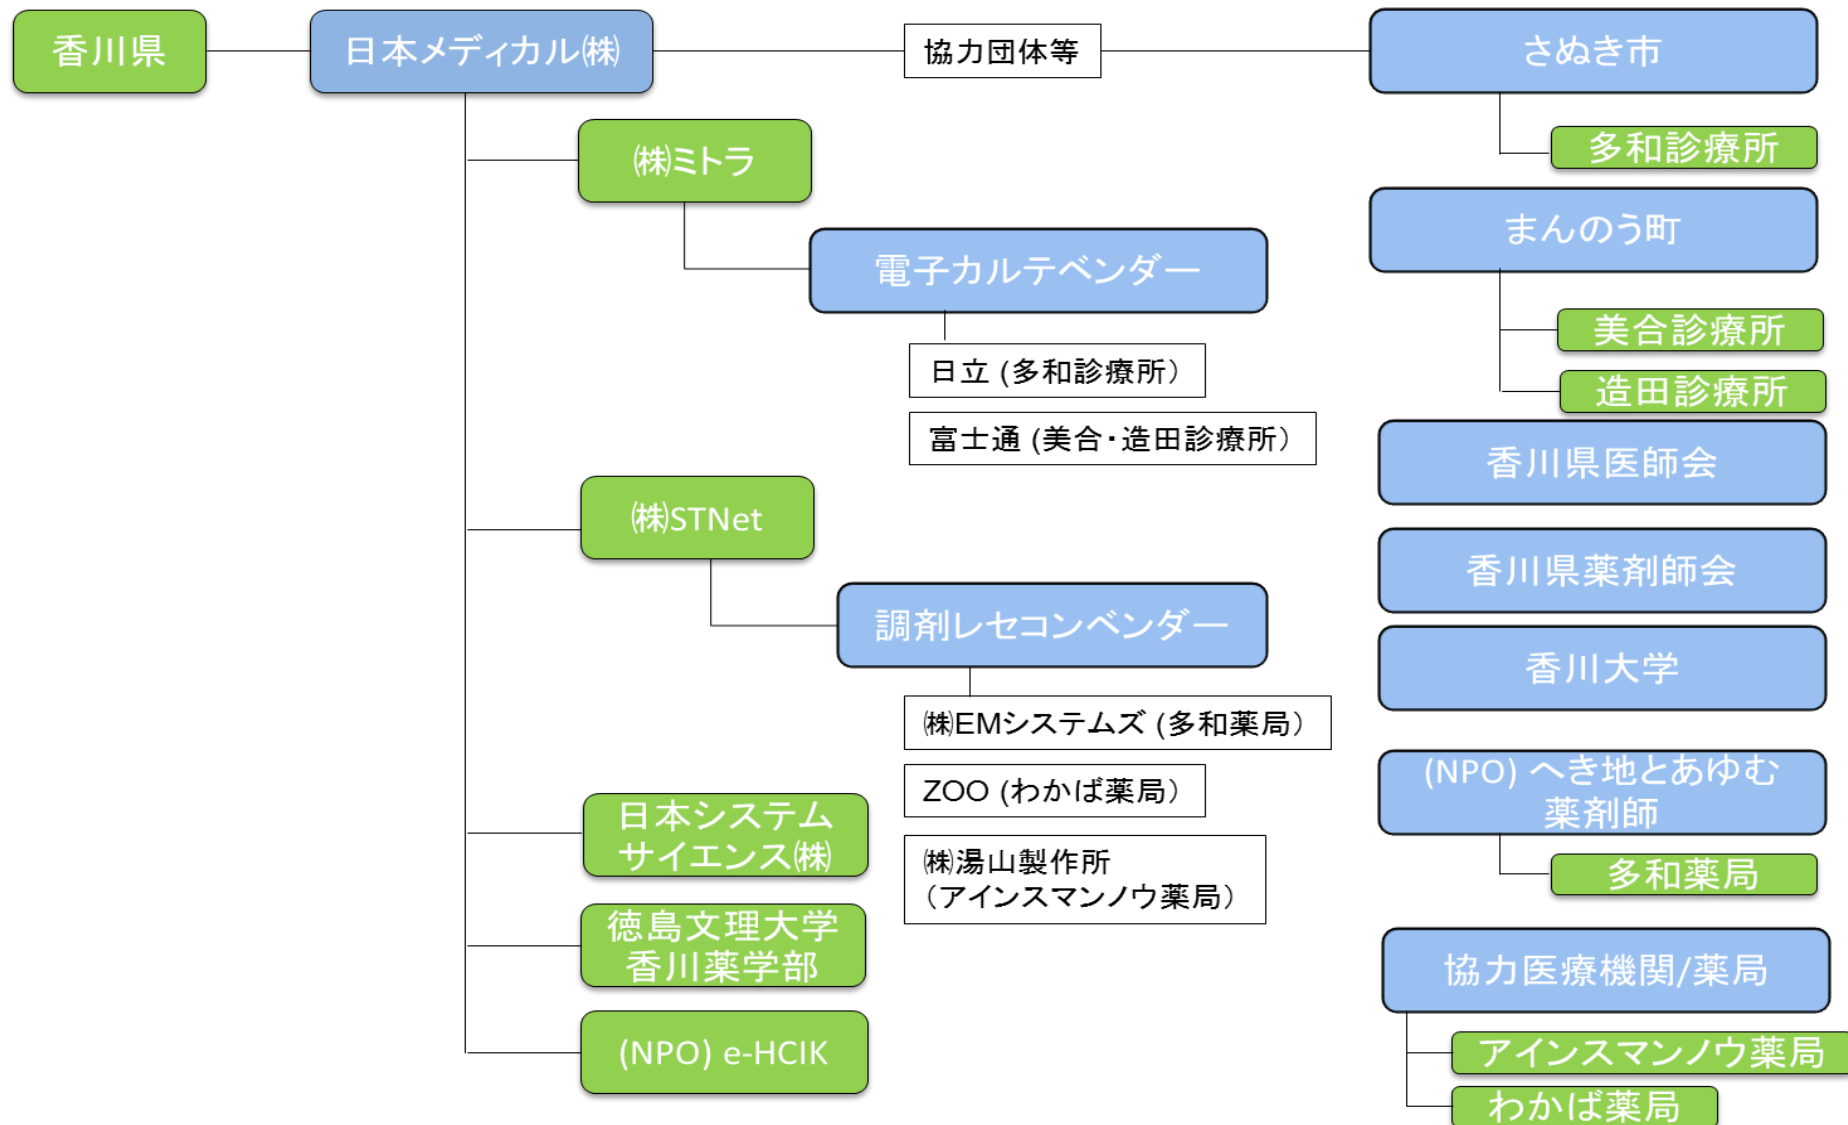 香川県
日本メディカル㈱
協力団体等
さぬき市
多和診療所
㈱ミトラ
まんのう町
電子カルテベンダー
美合診療所
日立 (多和診療所）
造田診療所
富士通 (美合・造田診療所）
香川県医師会
㈱STNet
香川県薬剤師会
調剤レセコンベンダー
香川大学
㈱EMシステムズ (多和薬局）
(NPO) へき地とあゆむ
薬剤師
ZOO (わかば薬局）
日本システム
サイエンス㈱
㈱湯山製作所
（アインスマンノウ薬局）
多和薬局
徳島文理大学
香川薬学部
協力医療機関/薬局
(NPO) e-HCIK
アインスマンノウ薬局
わかば薬局